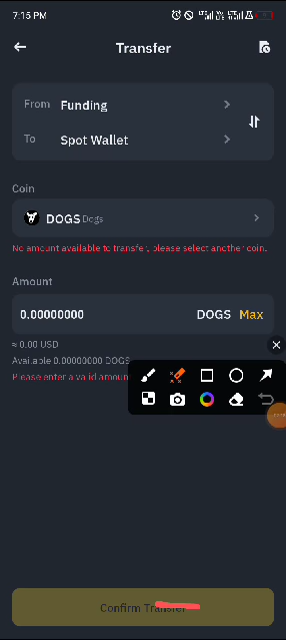 7:15 PM
Transfer
From Funding
To Spot Wallet
Coin
DOGS Dogs
No amount available to transfer, please select another coin.
Amount
0.00000000 DOGS Max
≈ 0.00 USD
Available 0.00000000 DOGS
Please enter a valid amoun
Confirm Transfer